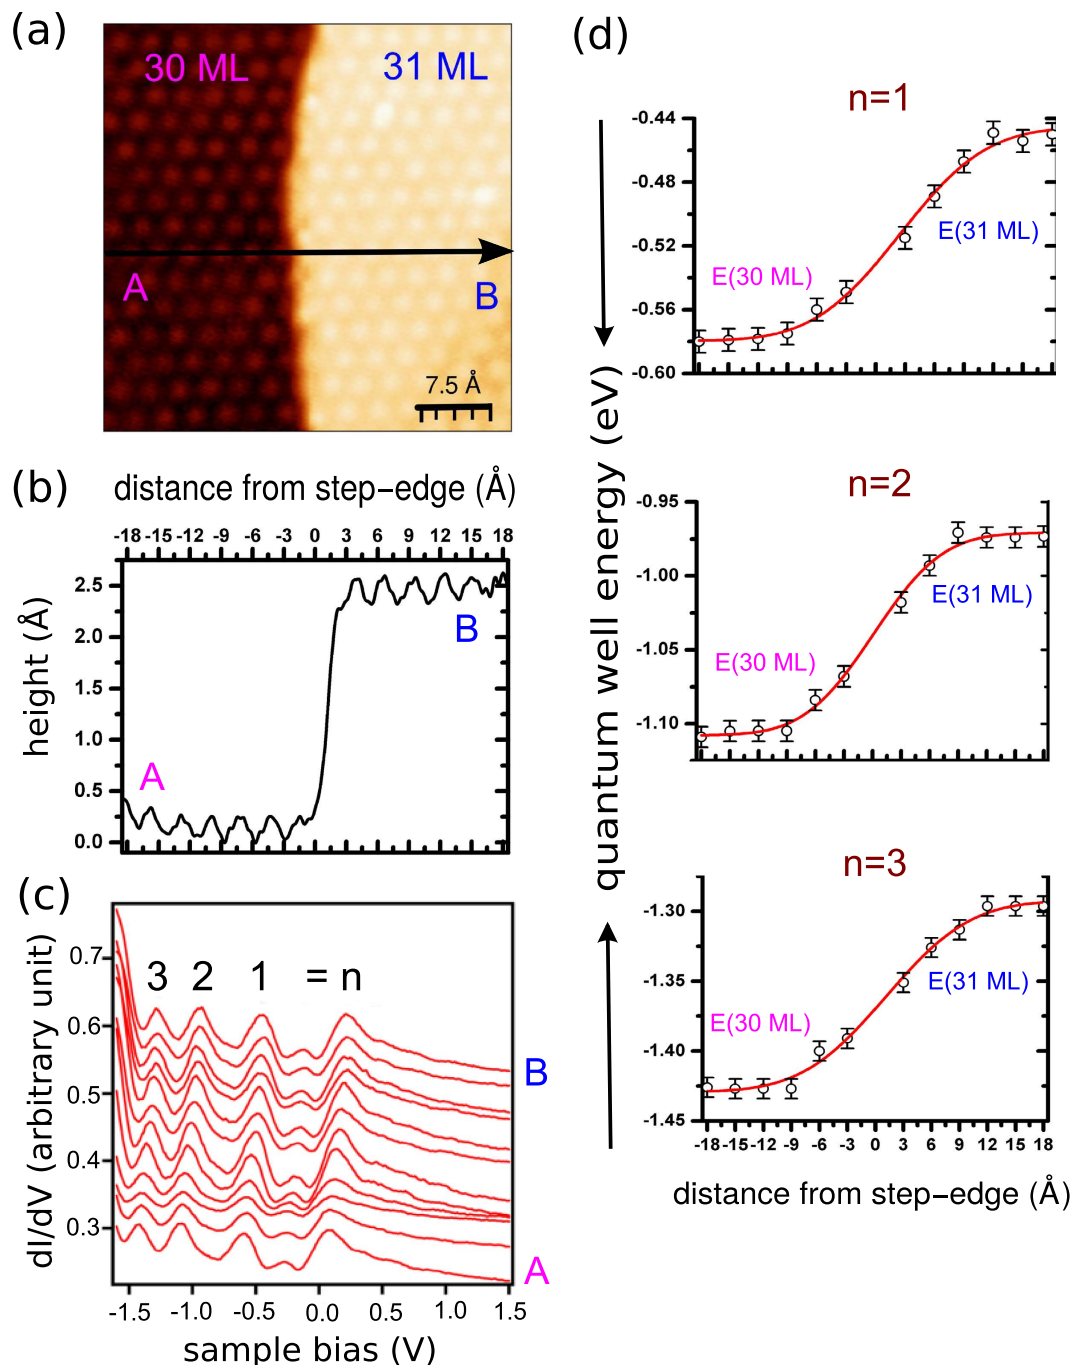 (a)
30 ML
31 ML
A
B
7.5 Å
(b)
distance from step-edge (Å)
-18 -15 -12 -9 -6 -3 0 3 6 9 12 15 18
height (Å)
2.5
2.0
1.5
1.0
0.5
0.0
A
B
(c)
dI/dV (arbitrary unit)
0.7
0.6
0.5
0.4
0.3
3 2 1 = n
B
A
-1.5 -1.0 -0.5 0.0 0.5 1.0 1.5
sample bias (V)
(d)
quantum well energy (eV)
n=1
-0.44
-0.48
-0.52
-0.56
-0.60
E(30 ML)
E(31 ML)
n=2
-0.95
-1.00
-1.05
-1.10
E(30 ML)
E(31 ML)
n=3
-1.30
-1.35
-1.40
-1.45
E(30 ML)
E(31 ML)
-18 -15 -12 -9 -6 -3 0 3 6 9 12 15 18
distance from step-edge (Å)